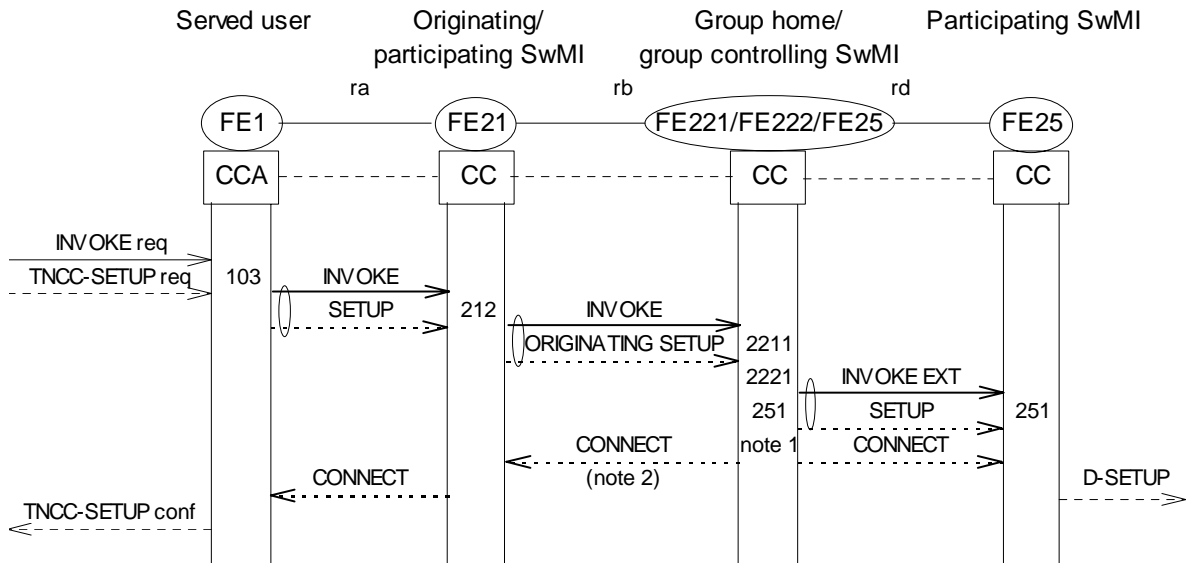 Served user
Originating/
participating SwMI
Group home/
group controlling SwMI
Participating SwMI
ra
rb
rd
FE1
FE21
FE221/FE222/FE25
FE25
CCA
CC
CC
CC
INVOKE req
TNCC-SETUP req
103
INVOKE
SETUP
212
INVOKE
ORIGINATING SETUP
2211
2221
251
note 1
INVOKE EXT
SETUP
251
CONNECT
(note 2)
CONNECT
CONNECT
D-SETUP
TNCC-SETUP conf